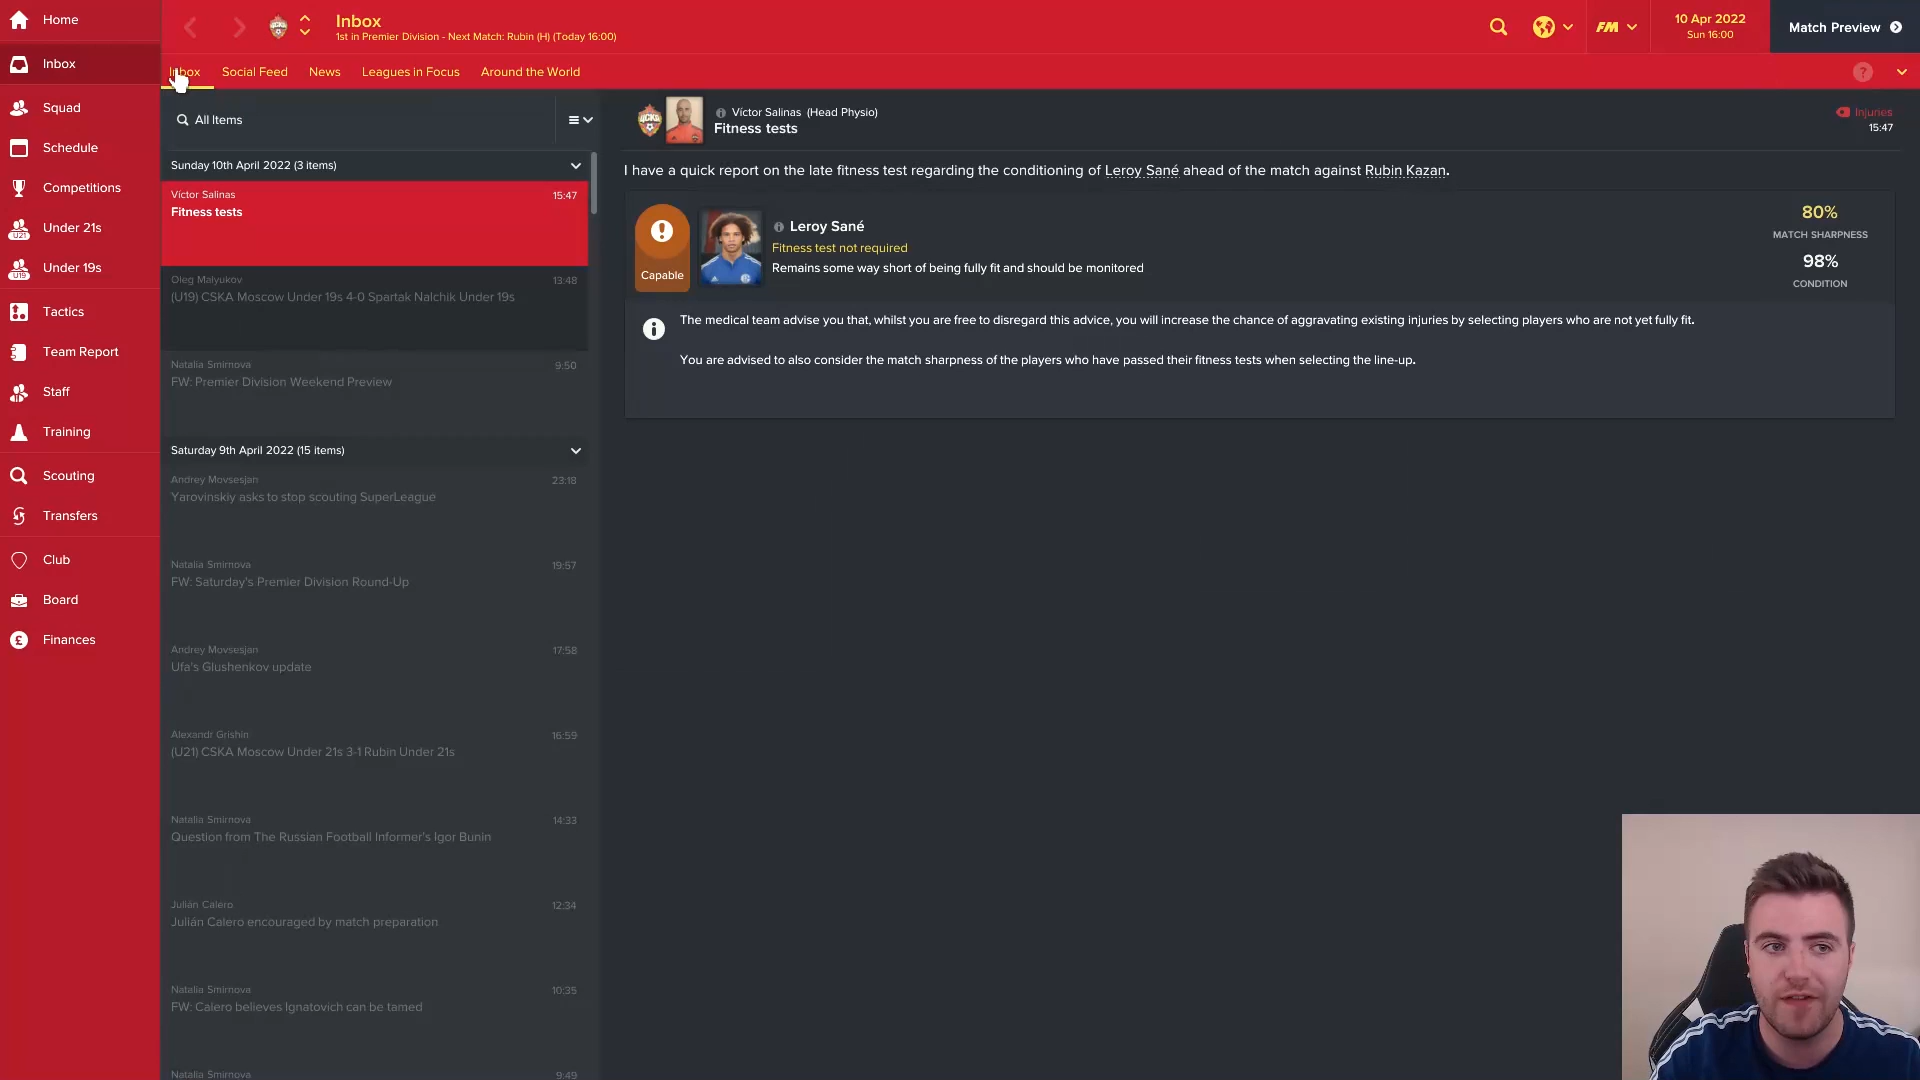 Home
Inbox
Squad
Schedule
Competitions
U21
Under 21s
U19
Under 19s
Tactics
Team Report
Staff
Training
Scouting
Transfers
Club
Board
Finances
Inbox
1st in Premier Division - Next Match: Rubin (H) (Today 16:00)
FM
10 Apr 2022
Sun 16:00
Match Preview
Inbox
Social Feed
News
Leagues in Focus
Around the World
?
All Items
Sunday 10th April 2022 (3 items)
Víctor Salinas 15:47
Fitness tests
Oleg Malyukov 13:48
(U19) CSKA Moscow Under 19s 4-0 Spartak Nalchik Under 19s
Natalia Smirnova 9:50
FW: Premier Division Weekend Preview
Saturday 9th April 2022 (15 items)
Andrey Movsesjan 23:18
Yarovinskiy asks to stop scouting SuperLeague
Natalia Smirnova 19:57
FW: Saturday's Premier Division Round-Up
Andrey Movsesjan 17:58
Ufa's Glushenkov update
Alexandr Grishin 16:59
(U21) CSKA Moscow Under 21s 3-1 Rubin Under 21s
Natalia Smirnova 14:33
Question from The Russian Football Informer's Igor Bunin
Julián Calero 12:34
Julián Calero encouraged by match preparation
Natalia Smirnova 10:35
FW: Calero believes Ignatovich can be tamed
Natalia Smirnova 9:49
Víctor Salinas (Head Physio)
Fitness tests
Injuries
15:47
I have a quick report on the late fitness test regarding the conditioning of Leroy Sané ahead of the match against Rubin Kazan.
Capable
Leroy Sané
Fitness test not required
Remains some way short of being fully fit and should be monitored
80%
MATCH SHARPNESS
98%
CONDITION
The medical team advise you that, whilst you are free to disregard this advice, you will increase the chance of aggravating existing injuries by selecting players who are not yet fully fit.
You are advised to also consider the match sharpness of the players who have passed their fitness tests when selecting the line-up.